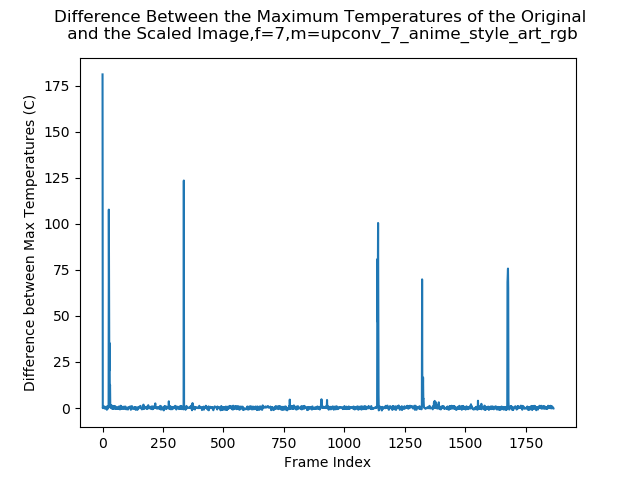 Difference Between the Maximum Temperatures of the Original
and the Scaled Image,f=7,m=upconv_7_anime_style_art_rgb
Difference between Max Temperatures (C)
175
150
125
100
75
50
25
0
0 250 500 750 1000 1250 1500 1750
Frame Index